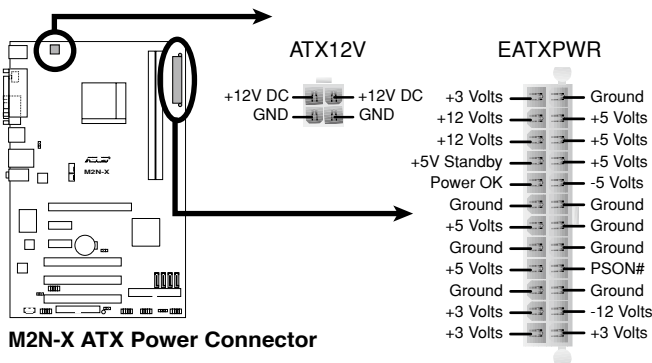 ATX12V
+12V DC +12V DC
GND GND
EATXPWR
+3 Volts Ground
+12 Volts +5 Volts
+12 Volts +5 Volts
+5V Standby +5 Volts
Power OK -5 Volts
Ground Ground
+5 Volts Ground
Ground Ground
+5 Volts PSON#
Ground Ground
+3 Volts -12 Volts
+3 Volts +3 Volts
ASUS
M2N-X
M2N-X ATX Power Connector